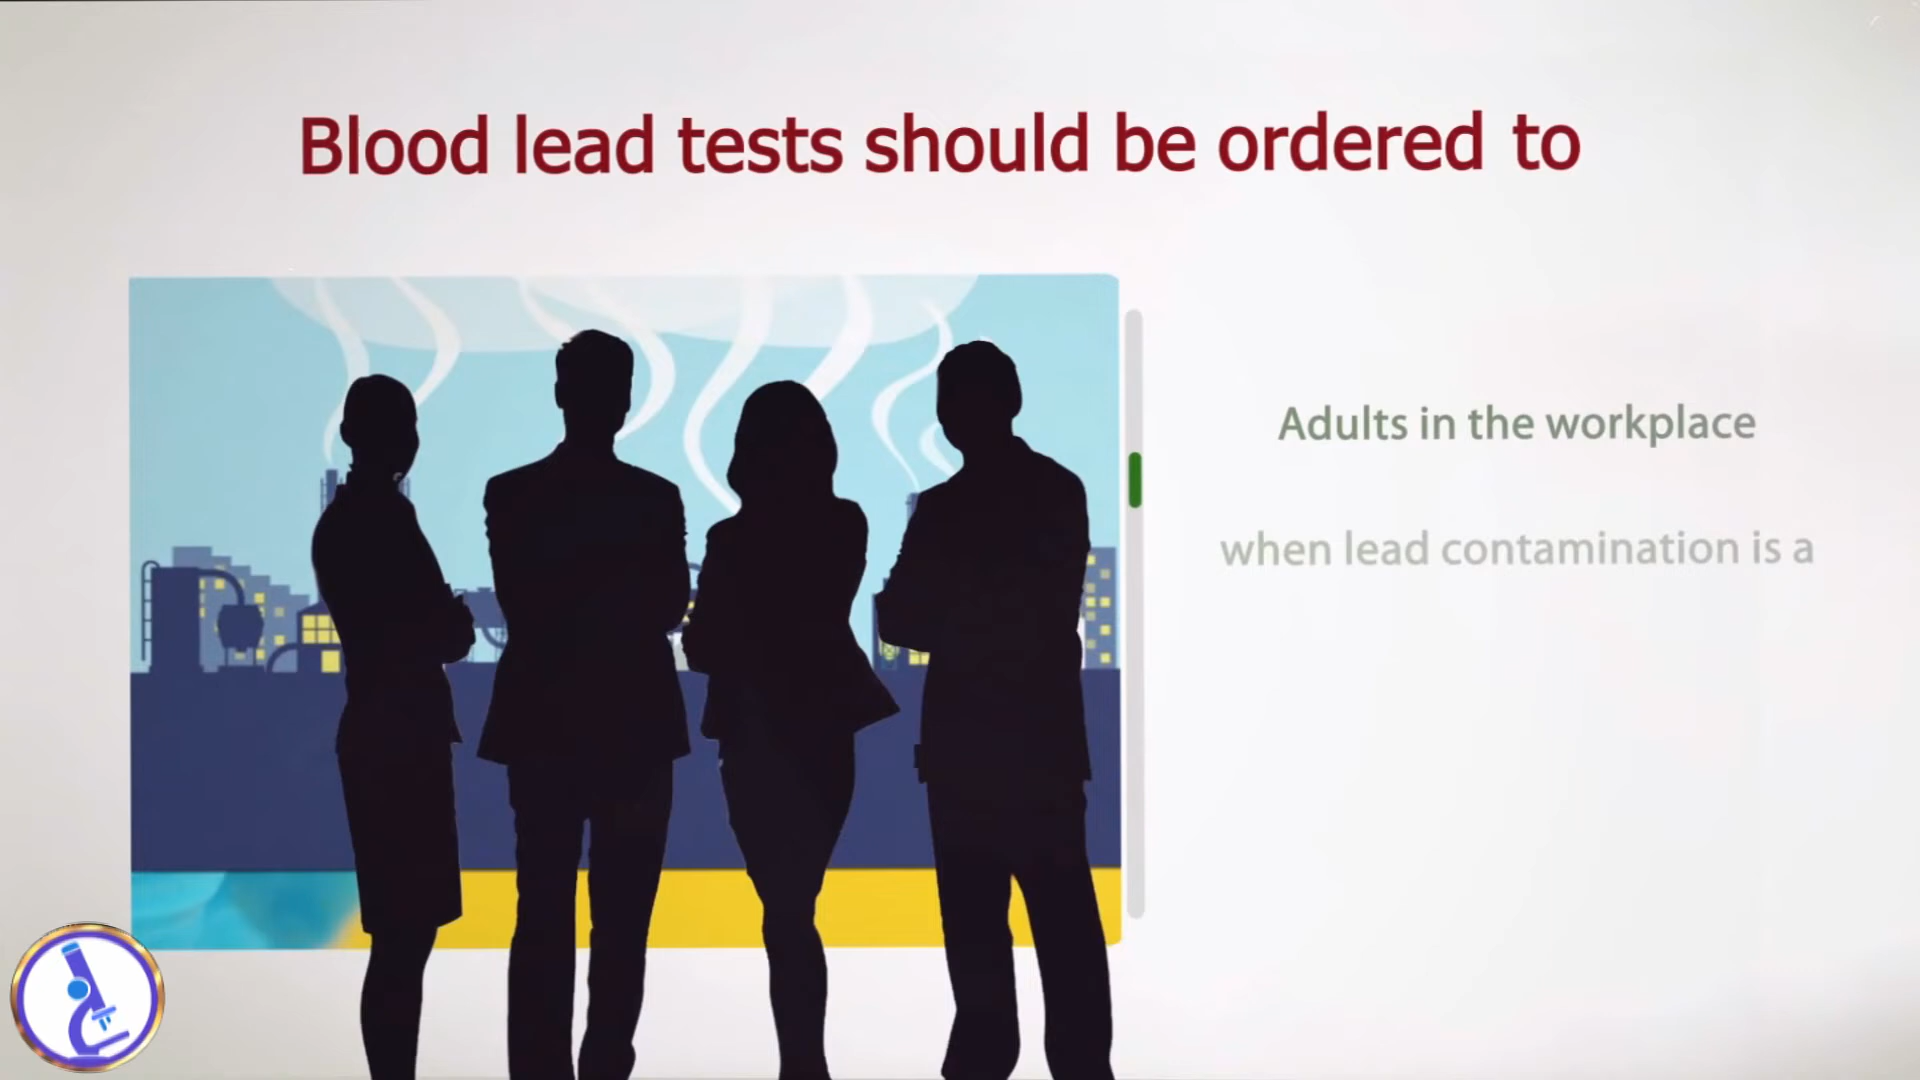 Blood lead tests should be ordered to
Adults in the workplace
when lead contamination is a